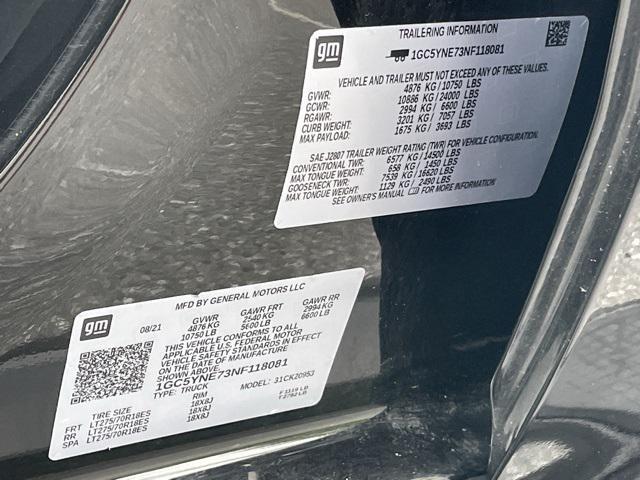 TRAILERING INFORMATION
gm
1GC5YNE73NF118081
VEHICLE AND TRAILER MUST NOT EXCEED ANY OF THESE VALUES.
GVWR: 4876 KG/10750 LBS
GCWR: 10886 KG/24000 LBS
RGAWR: 2994 KG / 6600 LBS
CURB WEIGHT: 3201 KG / 7057 LBS
MAX PAYLOAD: 1675 KG / 3693 LBS
SAE J2807 TRAILER WEIGHT RATING (TWR) FOR VEHICLE CONFIGURATION.
CONVENTIONAL TWR: 6577 KG / 14500 LBS
MAX TONGUE WEIGHT: 658 KG / 1450 LBS
GOOSENECK TWR: 7539 KG / 16620 LBS
MAX TONGUE WEIGHT: 1129 KG / 2490 LBS
SEE OWNER'S MANUAL FOR MORE INFORMATION
MFD BY GENERAL MOTORS LLC
gm
08/21 GVWR GAWR FRT GAWR RR
4876 KG 2540 KG 2994 KG
10750 LB 5600 LB 6600 LB
THIS VEHICLE CONFORMS TO ALL
APPLICABLE U.S. FEDERAL MOTOR
VEHICLE SAFETY STANDARDS IN EFFECT
ON THE DATE OF MANUFACTURE
SHOWN ABOVE.
1GC5YNE73NF118081
TYPE: TRUCK MODEL: 31CK20953
TIRE SIZE RIM
FRT LT275/70R18ES 18X8J
RR LT275/70R18ES 18X8J
SPA LT275/70R18ES 18X8J